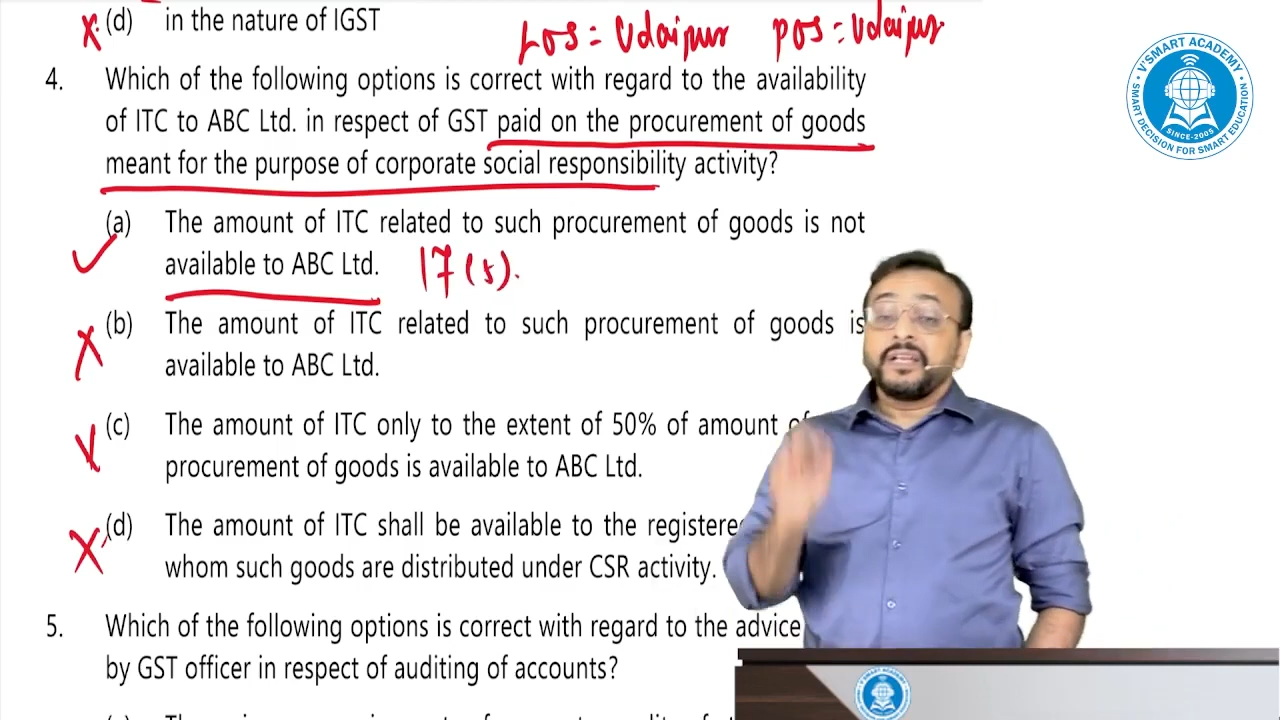 (d) in the nature of IGST
LOS = Udaipur POS = Udaipur.
4. Which of the following options is correct with regard to the availability
of ITC to ABC Ltd. in respect of GST paid on the procurement of goods
meant for the purpose of corporate social responsibility activity?
(a) The amount of ITC related to such procurement of goods is not
available to ABC Ltd. 17(5).
(b) The amount of ITC related to such procurement of goods is
available to ABC Ltd.
(c) The amount of ITC only to the extent of 50% of amount of
procurement of goods is available to ABC Ltd.
(d) The amount of ITC shall be available to the
whom such goods are distributed under CSR activity.
5. Which of the following options is correct with regard to the advice
by GST officer in respect of auditing of accounts?
V'SMART ACADEMY
SINCE-2005
SMART DECISION FOR SMART EDUCATION